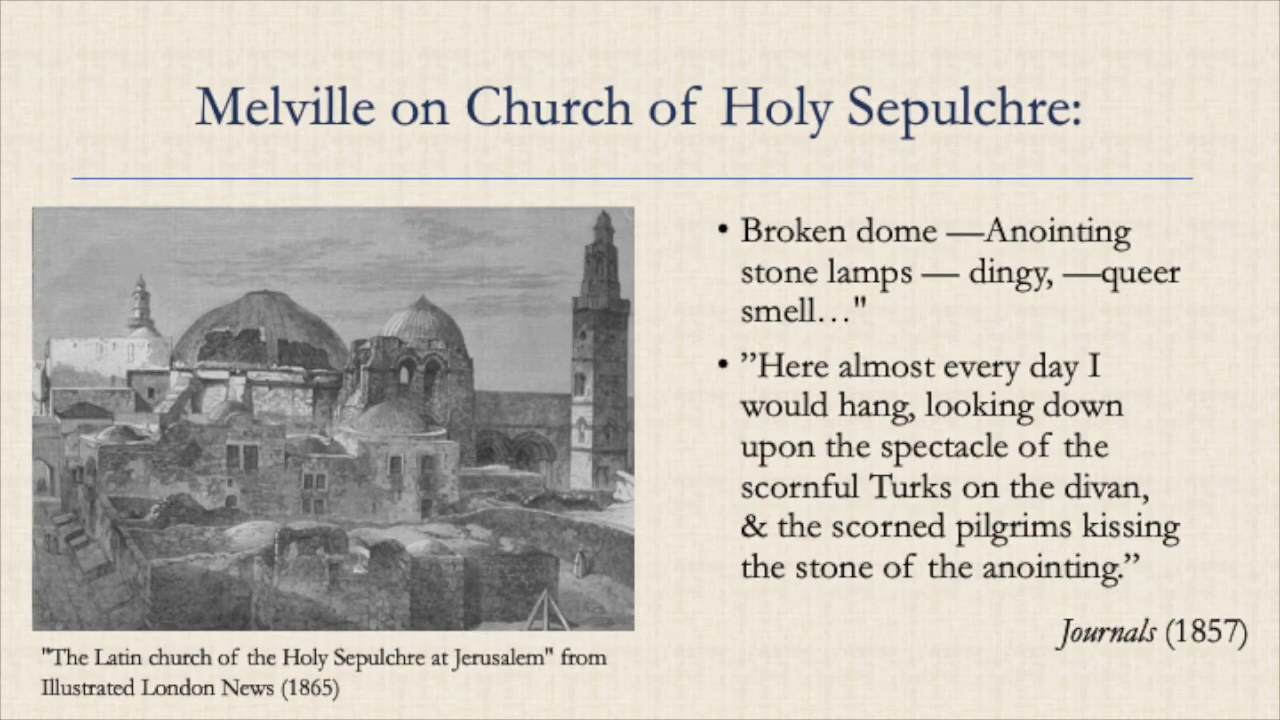 Melville on Church of Holy Sepulchre:
• Broken dome —Anointing
stone lamps — dingy, —queer
smell…"
• ”Here almost every day I
would hang, looking down
upon the spectacle of the
scornful Turks on the divan,
& the scorned pilgrims kissing
the stone of the anointing.”
Journals (1857)
"The Latin church of the Holy Sepulchre at Jerusalem" from
Illustrated London News (1865)